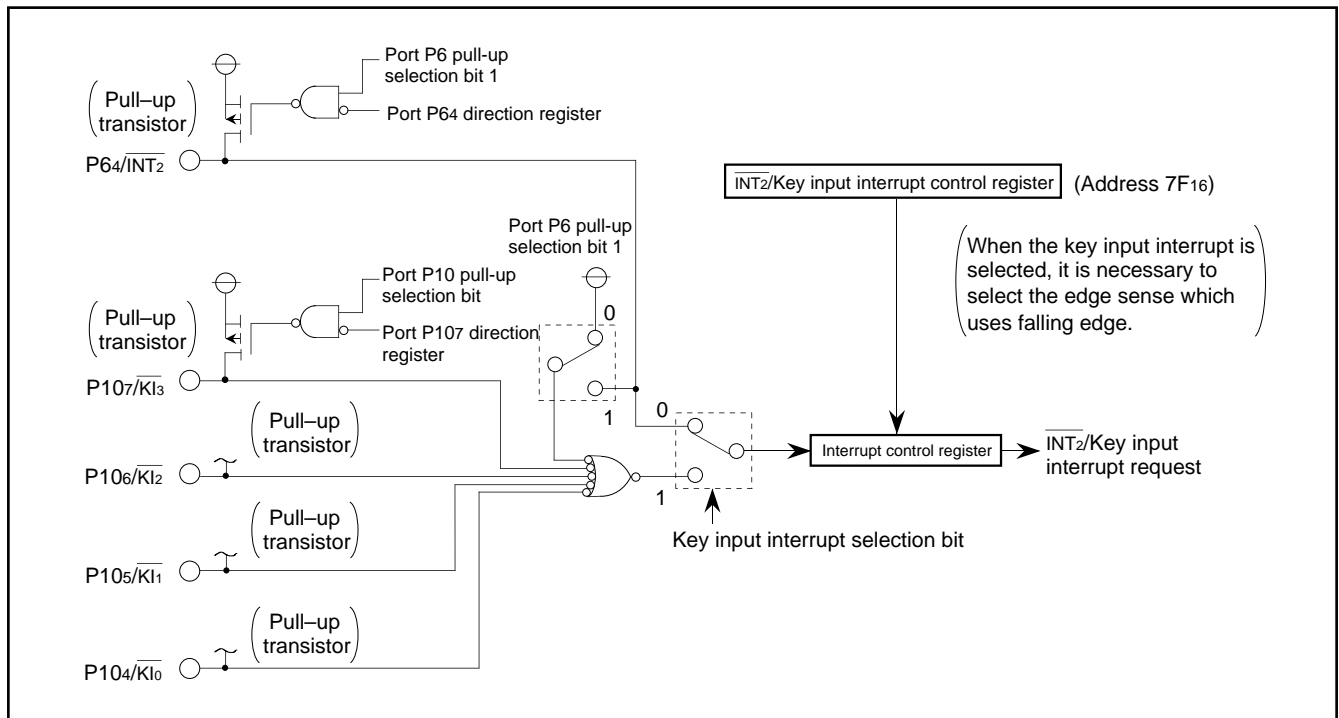 Port P6 pull-up
selection bit 1
Port P64 direction register
(Pull–up
transistor)
P64/INT2
INT2/Key input interrupt control register
(Address 7F16)
Port P6 pull-up
selection bit 1
(When the key input interrupt is
selected, it is necessary to
select the edge sense which
uses falling edge.)
Port P10 pull-up
selection bit
Port P107 direction
register
(Pull–up
transistor)
P107/KI3
0
1
0
1
Interrupt control register
INT2/Key input
interrupt request
Key input interrupt selection bit
(Pull–up
transistor)
P106/KI2
(Pull–up
transistor)
P105/KI1
(Pull–up
transistor)
P104/KI0